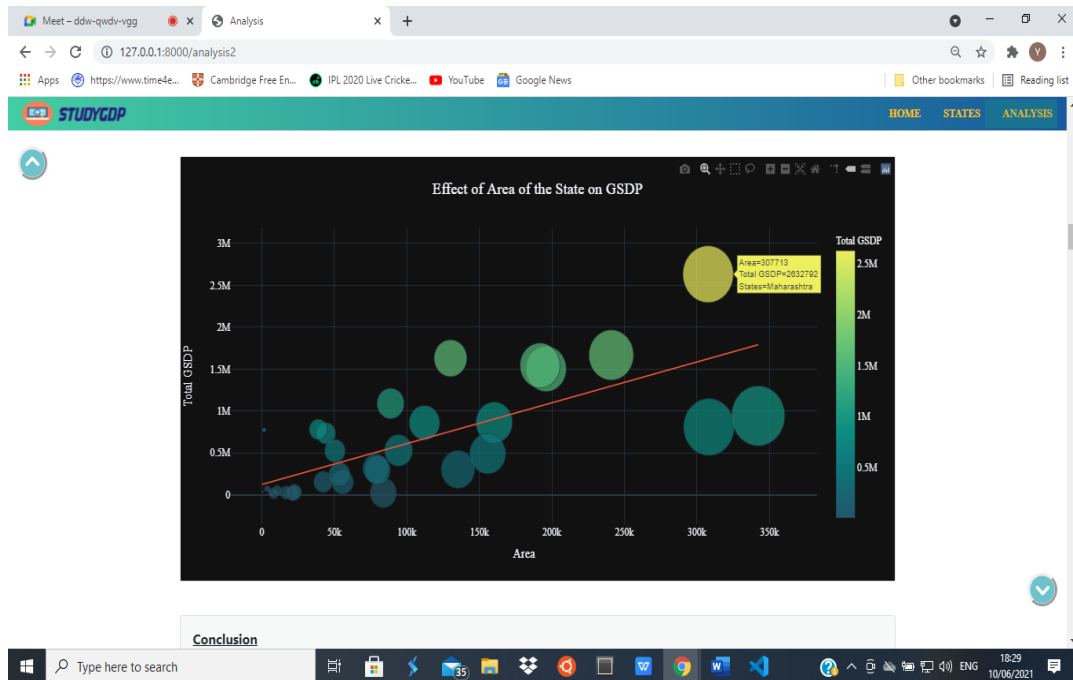 Meet – ddw-qwdv-vgg
Analysis
127.0.0.1:8000/analysis2
Y
Apps
https://www.time4e...
Cambridge Free En...
IPL 2020 Live Cricke...
YouTube
Google News
Other bookmarks
Reading list
STUDYGDP
HOME STATES ANALYSIS
Effect of Area of the State on GSDP
Total GSDP
3M
2.5M
2M
1.5M
1M
0.5M
0
Total GSDP
2.5M
2M
1.5M
1M
0.5M
Area=307713
Total GSDP=2632792
States=Maharashtra
0 50k 100k 150k 200k 250k 300k 350k
Area
Conclusion
Type here to search
35
ENG
18:29
10/06/2021